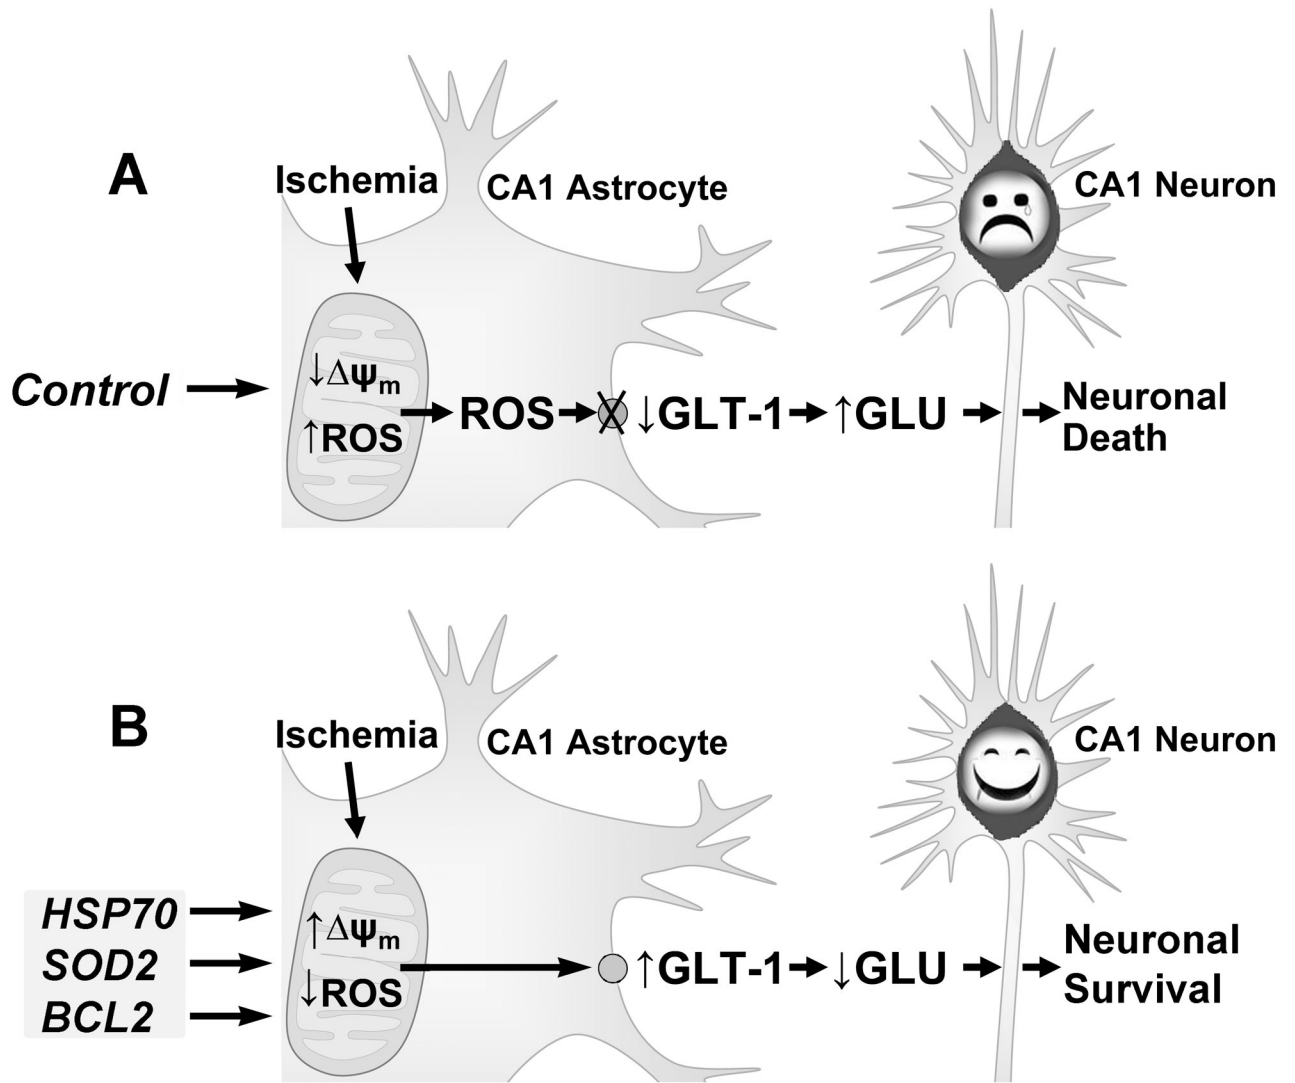 A
Ischemia
CA1 Astrocyte
CA1 Neuron
Control
↓Δψm
↑ROS
ROS
↓GLT-1
↑GLU
Neuronal
Death
B
Ischemia
CA1 Astrocyte
CA1 Neuron
HSP70
SOD2
BCL2
↑Δψm
↓ROS
↑GLT-1
↓GLU
Neuronal
Survival